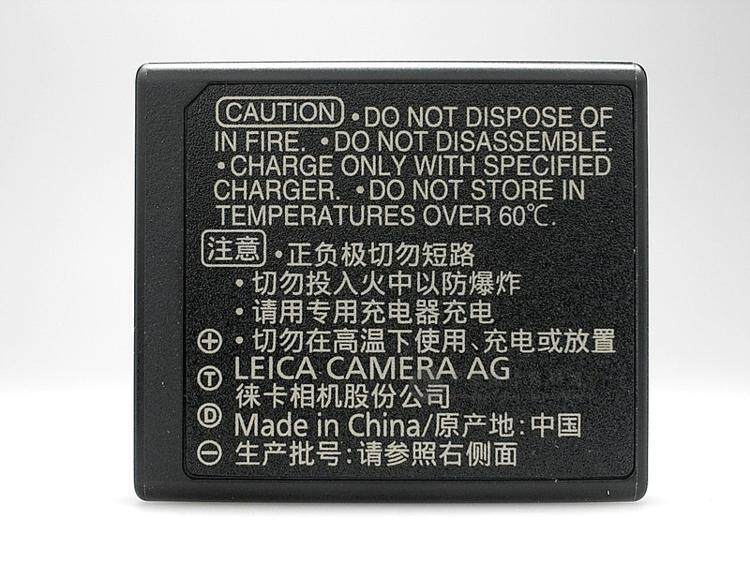 CAUTION •DO NOT DISPOSE OF
IN FIRE. •DO NOT DISASSEMBLE.
•CHARGE ONLY WITH SPECIFIED
CHARGER. •DO NOT STORE IN
TEMPERATURES OVER 60℃.
注意 •正负极切勿短路
•切勿投入火中以防爆炸
•请用专用充电器充电
⊕ •切勿在高温下使用、充电或放置
Ⓣ LEICA CAMERA AG
徕卡相机股份公司
Ⓓ Made in China/原产地:中国
⊖ 生产批号:请参照右侧面